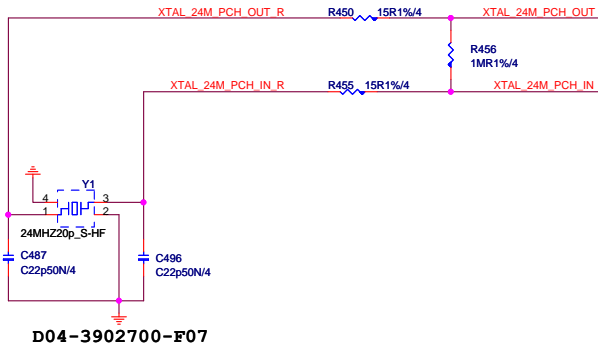 XTAL_24M_PCH_OUT_R R450 15R1%/4 XTAL_24M_PCH_OUT
R456
1MR1%/4
XTAL_24M_PCH_IN_R R455 15R1%/4 XTAL_24M_PCH_IN
Y1
4 3
1 2
24MHZ20p_S-HF
C487
C22p50N/4
C496
C22p50N/4
D04-3902700-F07